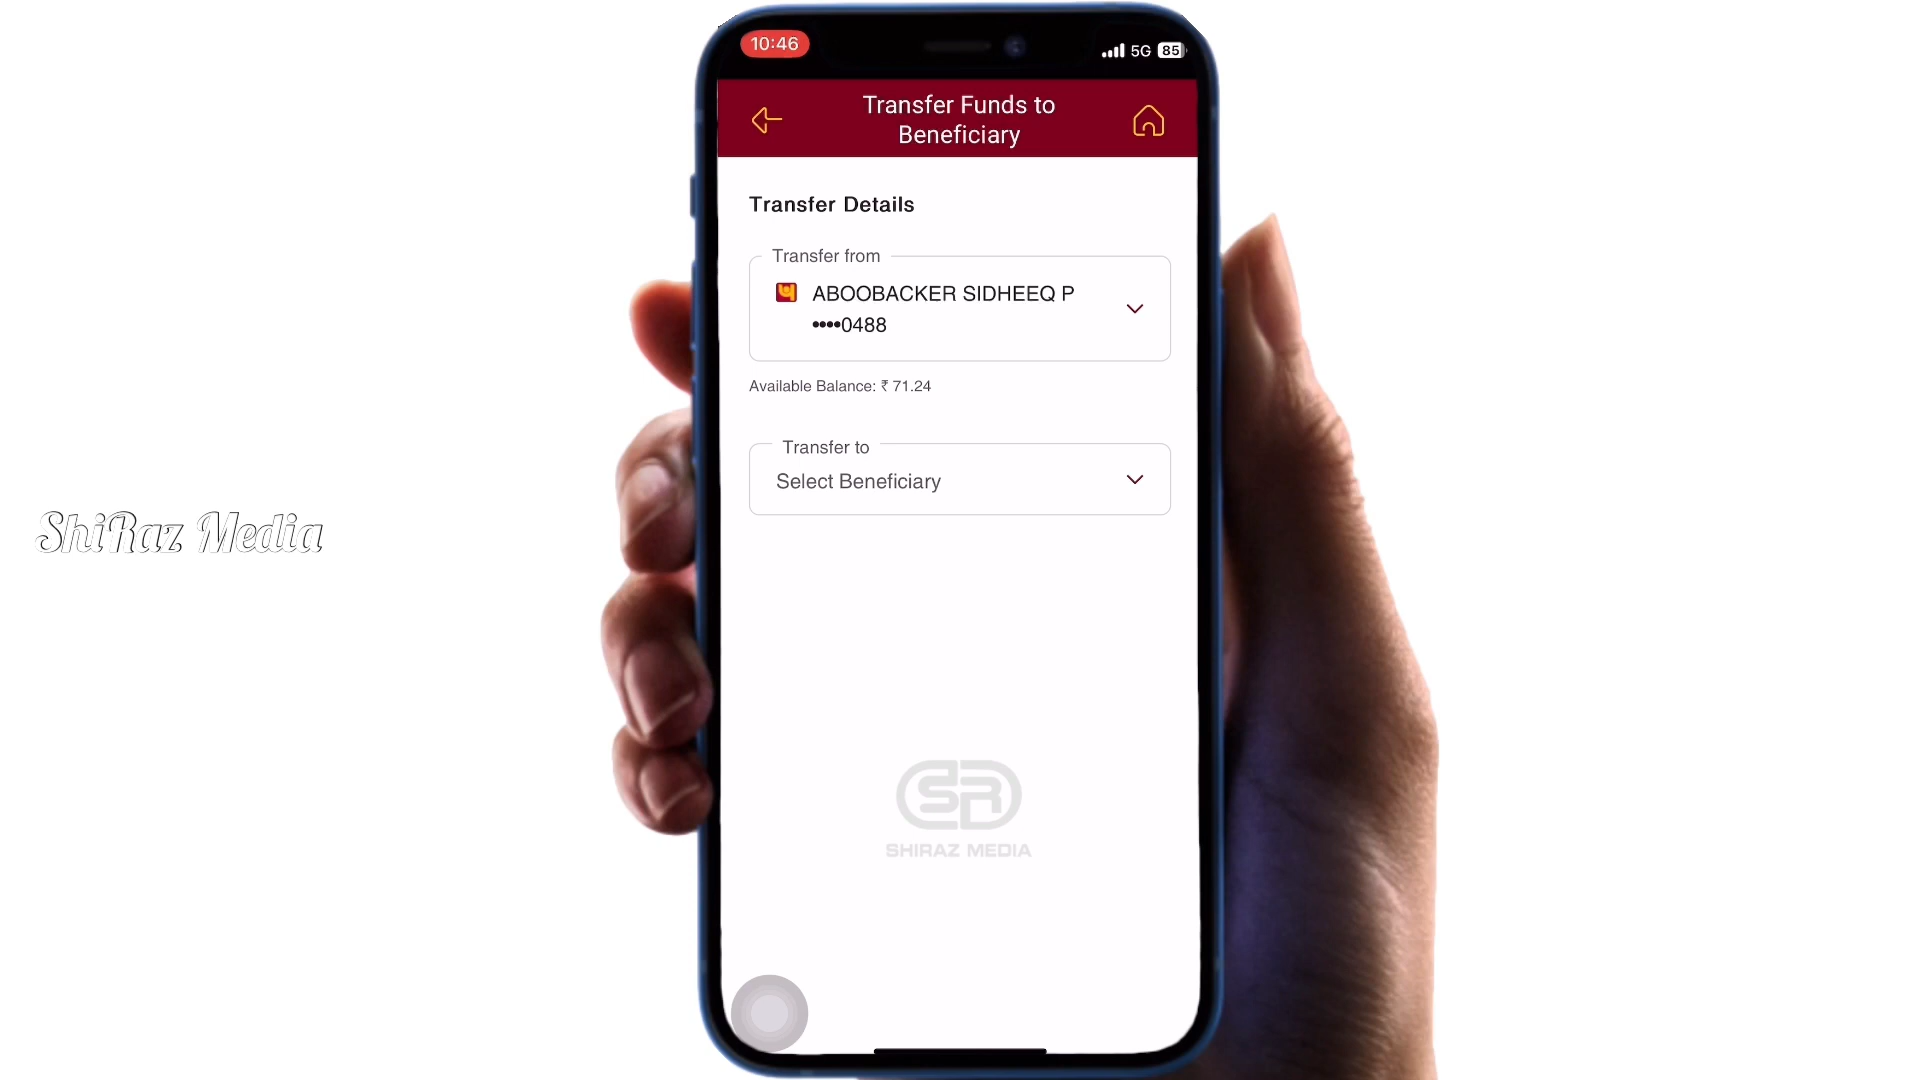 10:46
5G 85
Transfer Funds to
Beneficiary
Transfer Details
Transfer from
ABOOBACKER SIDHEEQ P
••••0488
Available Balance: ₹ 71.24
Transfer to
Select Beneficiary
ShiRaz Media
SR
SHIRAZ MEDIA